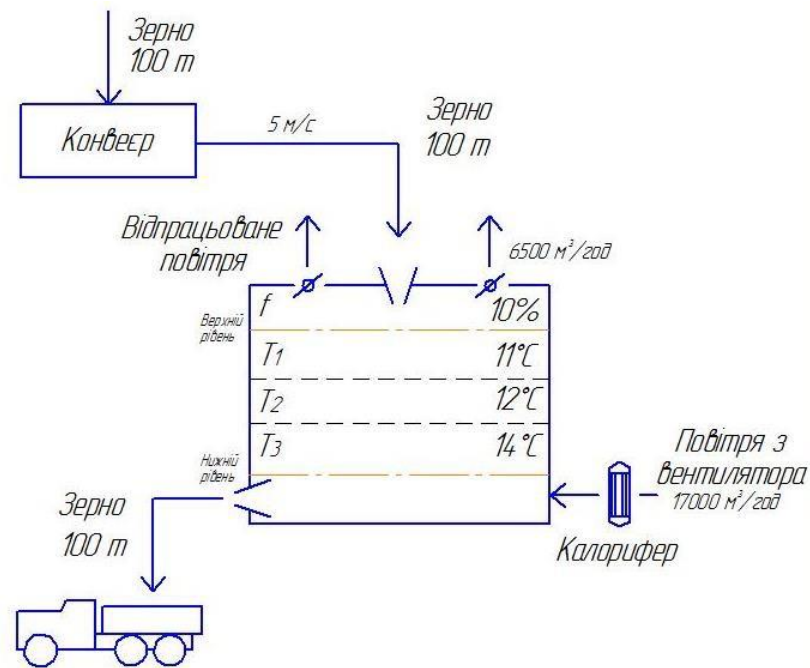 Зерно
100 т
Конвеєр
5 м/с
Зерно
100 т
Відпрацьоване
повітря
6500 м³/год
f
10%
Верхній
рівень
T1
11°C
T2
12°C
T3
14°C
Нижній
рівень
Повітря з
вентилятора
17000 м³/год
Калорифер
Зерно
100 т